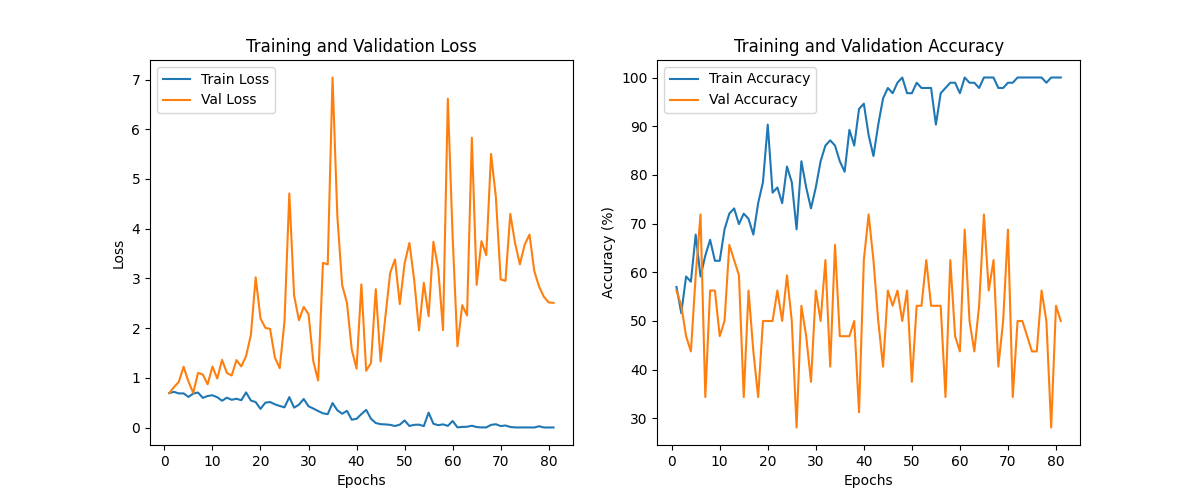 Training and Validation Loss
Train Loss
Val Loss
7
6
5
4
3
2
1
0
Loss
0 10 20 30 40 50 60 70 80
Epochs
Training and Validation Accuracy
Train Accuracy
Val Accuracy
100
90
80
70
60
50
40
30
Accuracy (%)
0 10 20 30 40 50 60 70 80
Epochs